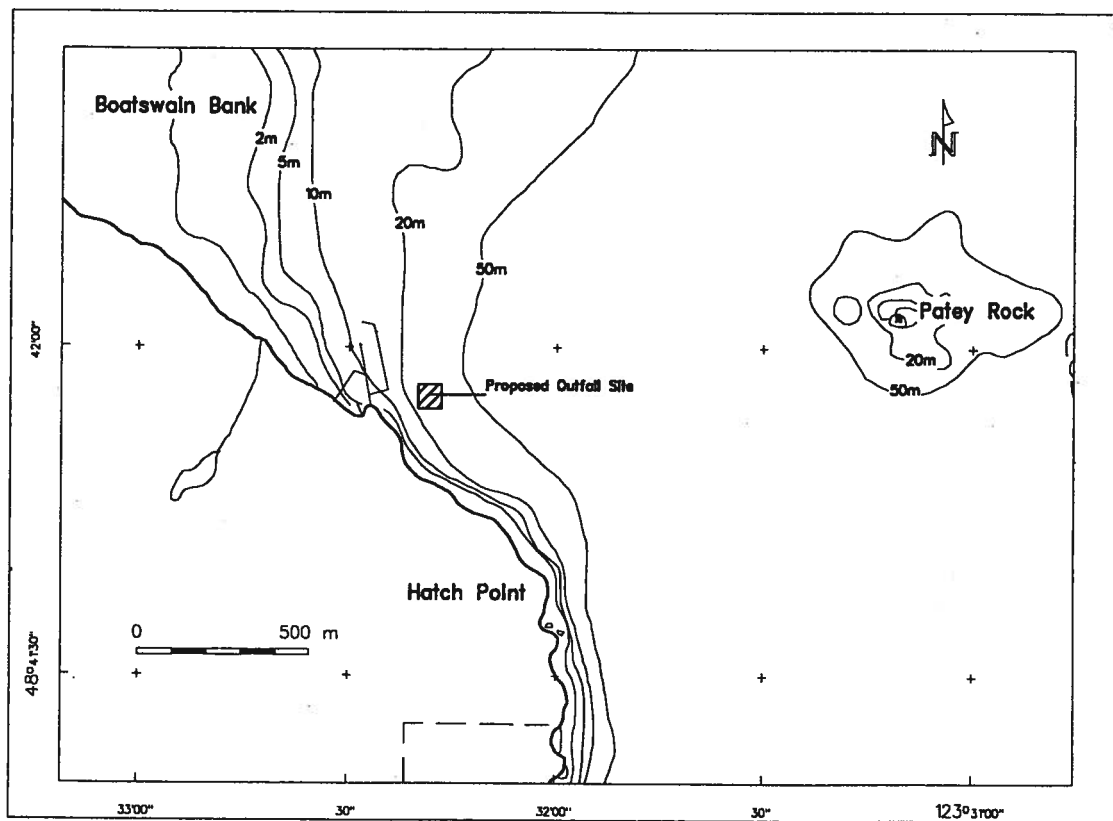 Boatswain Bank
2m
5m
10m
20m
50m
N
Patey Rock
20m
50m
42'00"
Proposed Outfall Site
Hatch Point
0 500 m
48°41'30"
33'00" 30" 32'00" 30" 123°31'00"